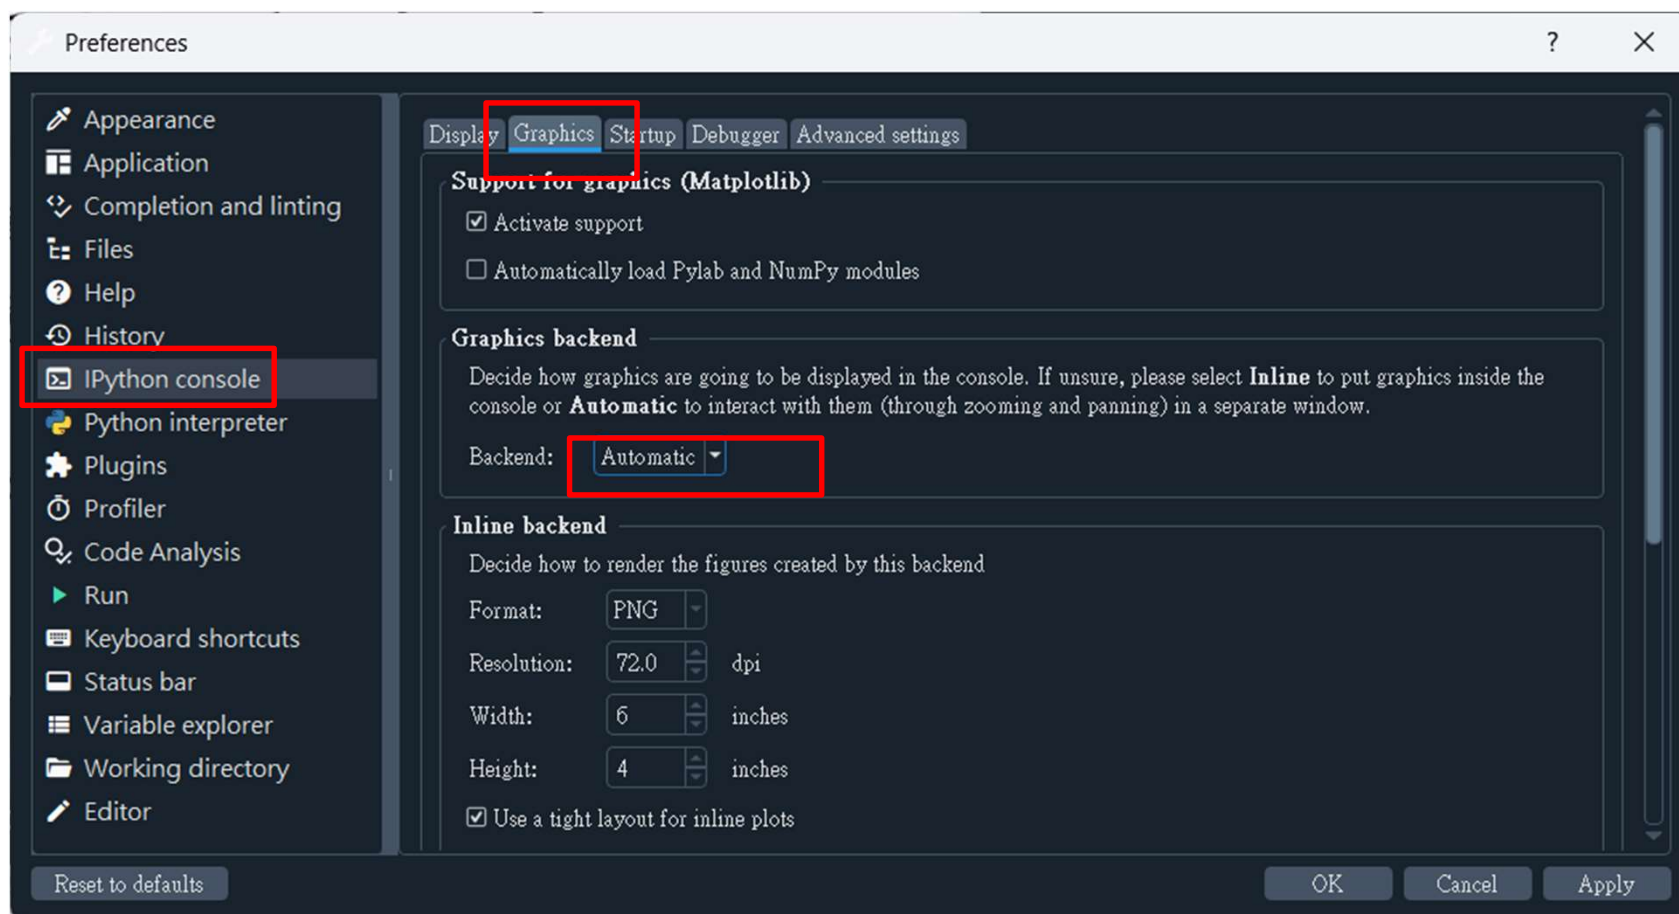 Preferences
?
Appearance
Application
Completion and linting
Files
Help
History
IPython console
Python interpreter
Plugins
Profiler
Code Analysis
Run
Keyboard shortcuts
Status bar
Variable explorer
Working directory
Editor
Display Graphics Startup Debugger Advanced settings
Support for graphics (Matplotlib)
Activate support
Automatically load Pylab and NumPy modules
Graphics backend
Decide how graphics are going to be displayed in the console. If unsure, please select Inline to put graphics inside the
console or Automatic to interact with them (through zooming and panning) in a separate window.
Backend: Automatic
Inline backend
Decide how to render the figures created by this backend
Format: PNG
Resolution: 72.0 dpi
Width: 6 inches
Height: 4 inches
Use a tight layout for inline plots
Reset to defaults
OK Cancel Apply